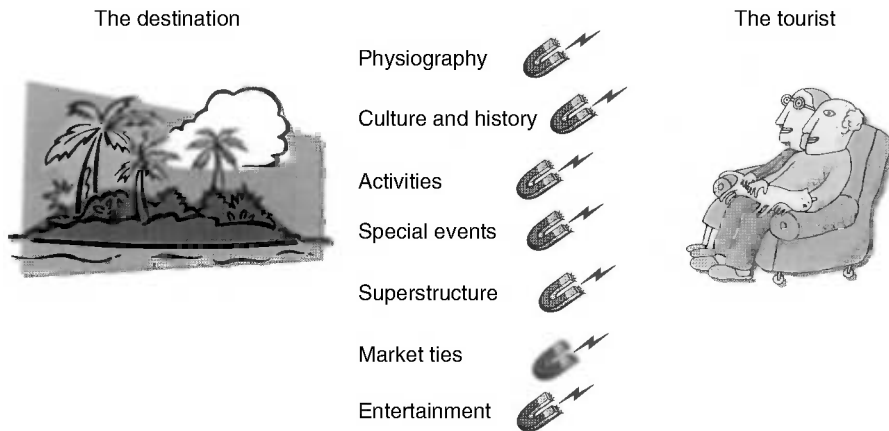 The destination
The tourist
Physiography
Culture and history
Activities
Special events
Superstructure
Market ties
Entertainment